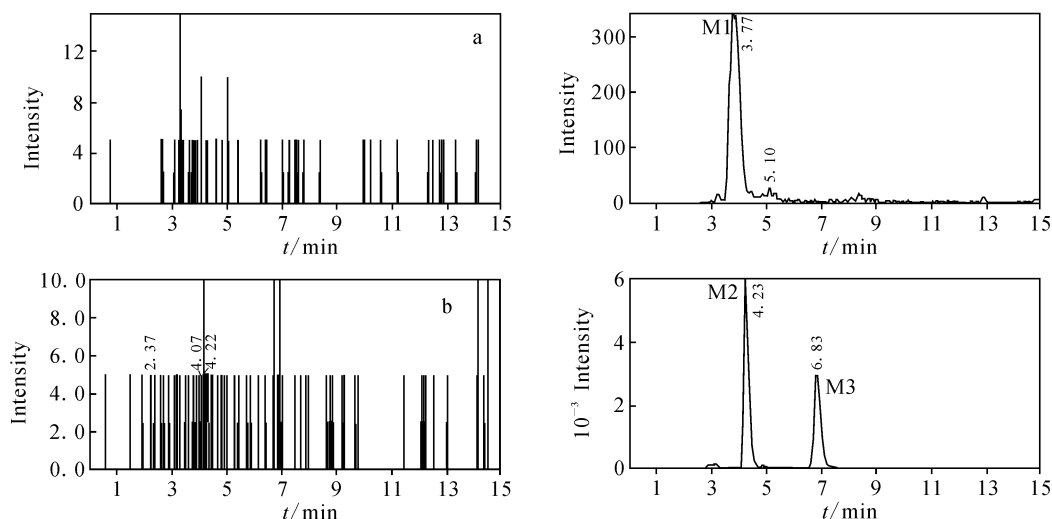 12
8
4
0
Intensity
a
1 3 5 7 9 11 13 15
t/min
300
200
100
0
Intensity
M1
3. 77
5. 10
1 3 5 7 9 11 13 15
t/min
10. 0
8. 0
6. 0
4. 0
2. 0
0. 0
Intensity
b
2. 37
4. 07
4. 22
1 3 5 7 9 11 13 15
t/min
6
4
2
0
10⁻³ Intensity
M2
4. 23
6. 83
M3
1 3 5 7 9 11 13 15
t/min